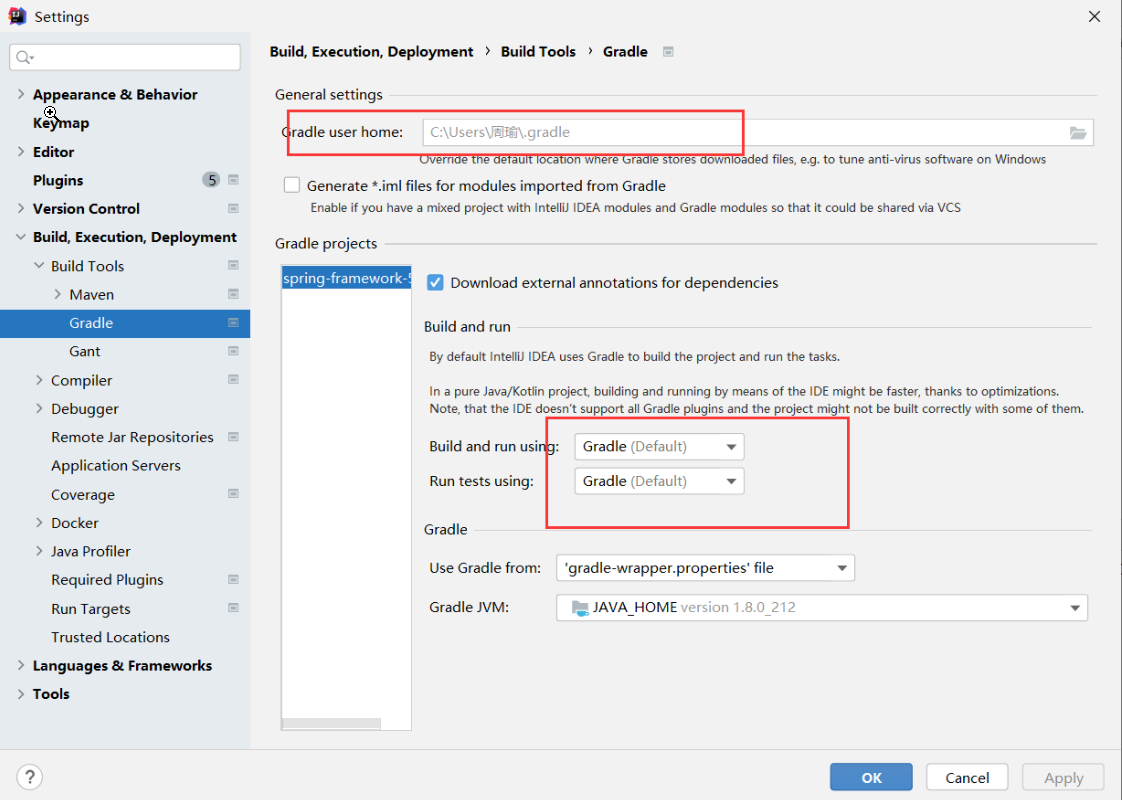 Settings
Appearance & Behavior
Keymap
Editor
Plugins 5
Version Control
Build, Execution, Deployment
Build Tools
Maven
Gradle
Gant
Compiler
Debugger
Remote Jar Repositories
Application Servers
Coverage
Docker
Java Profiler
Required Plugins
Run Targets
Trusted Locations
Languages & Frameworks
Tools
Build, Execution, Deployment › Build Tools › Gradle
General settings
Gradle user home: C:\Users\周瑜\.gradle
Override the default location where Gradle stores downloaded files, e.g. to tune anti-virus software on Windows
Generate *.iml files for modules imported from Gradle
Enable if you have a mixed project with IntelliJ IDEA modules and Gradle modules so that it could be shared via VCS
Gradle projects
spring-framework-5
Download external annotations for dependencies
Build and run
By default IntelliJ IDEA uses Gradle to build the project and run the tasks.
In a pure Java/Kotlin project, building and running by means of the IDE might be faster, thanks to optimizations.
Note, that the IDE doesn't support all Gradle plugins and the project might not be built correctly with some of them.
Build and run using: Gradle (Default)
Run tests using: Gradle (Default)
Gradle
Use Gradle from: 'gradle-wrapper.properties' file
Gradle JVM: JAVA_HOME version 1.8.0_212
?
OK
Cancel
Apply